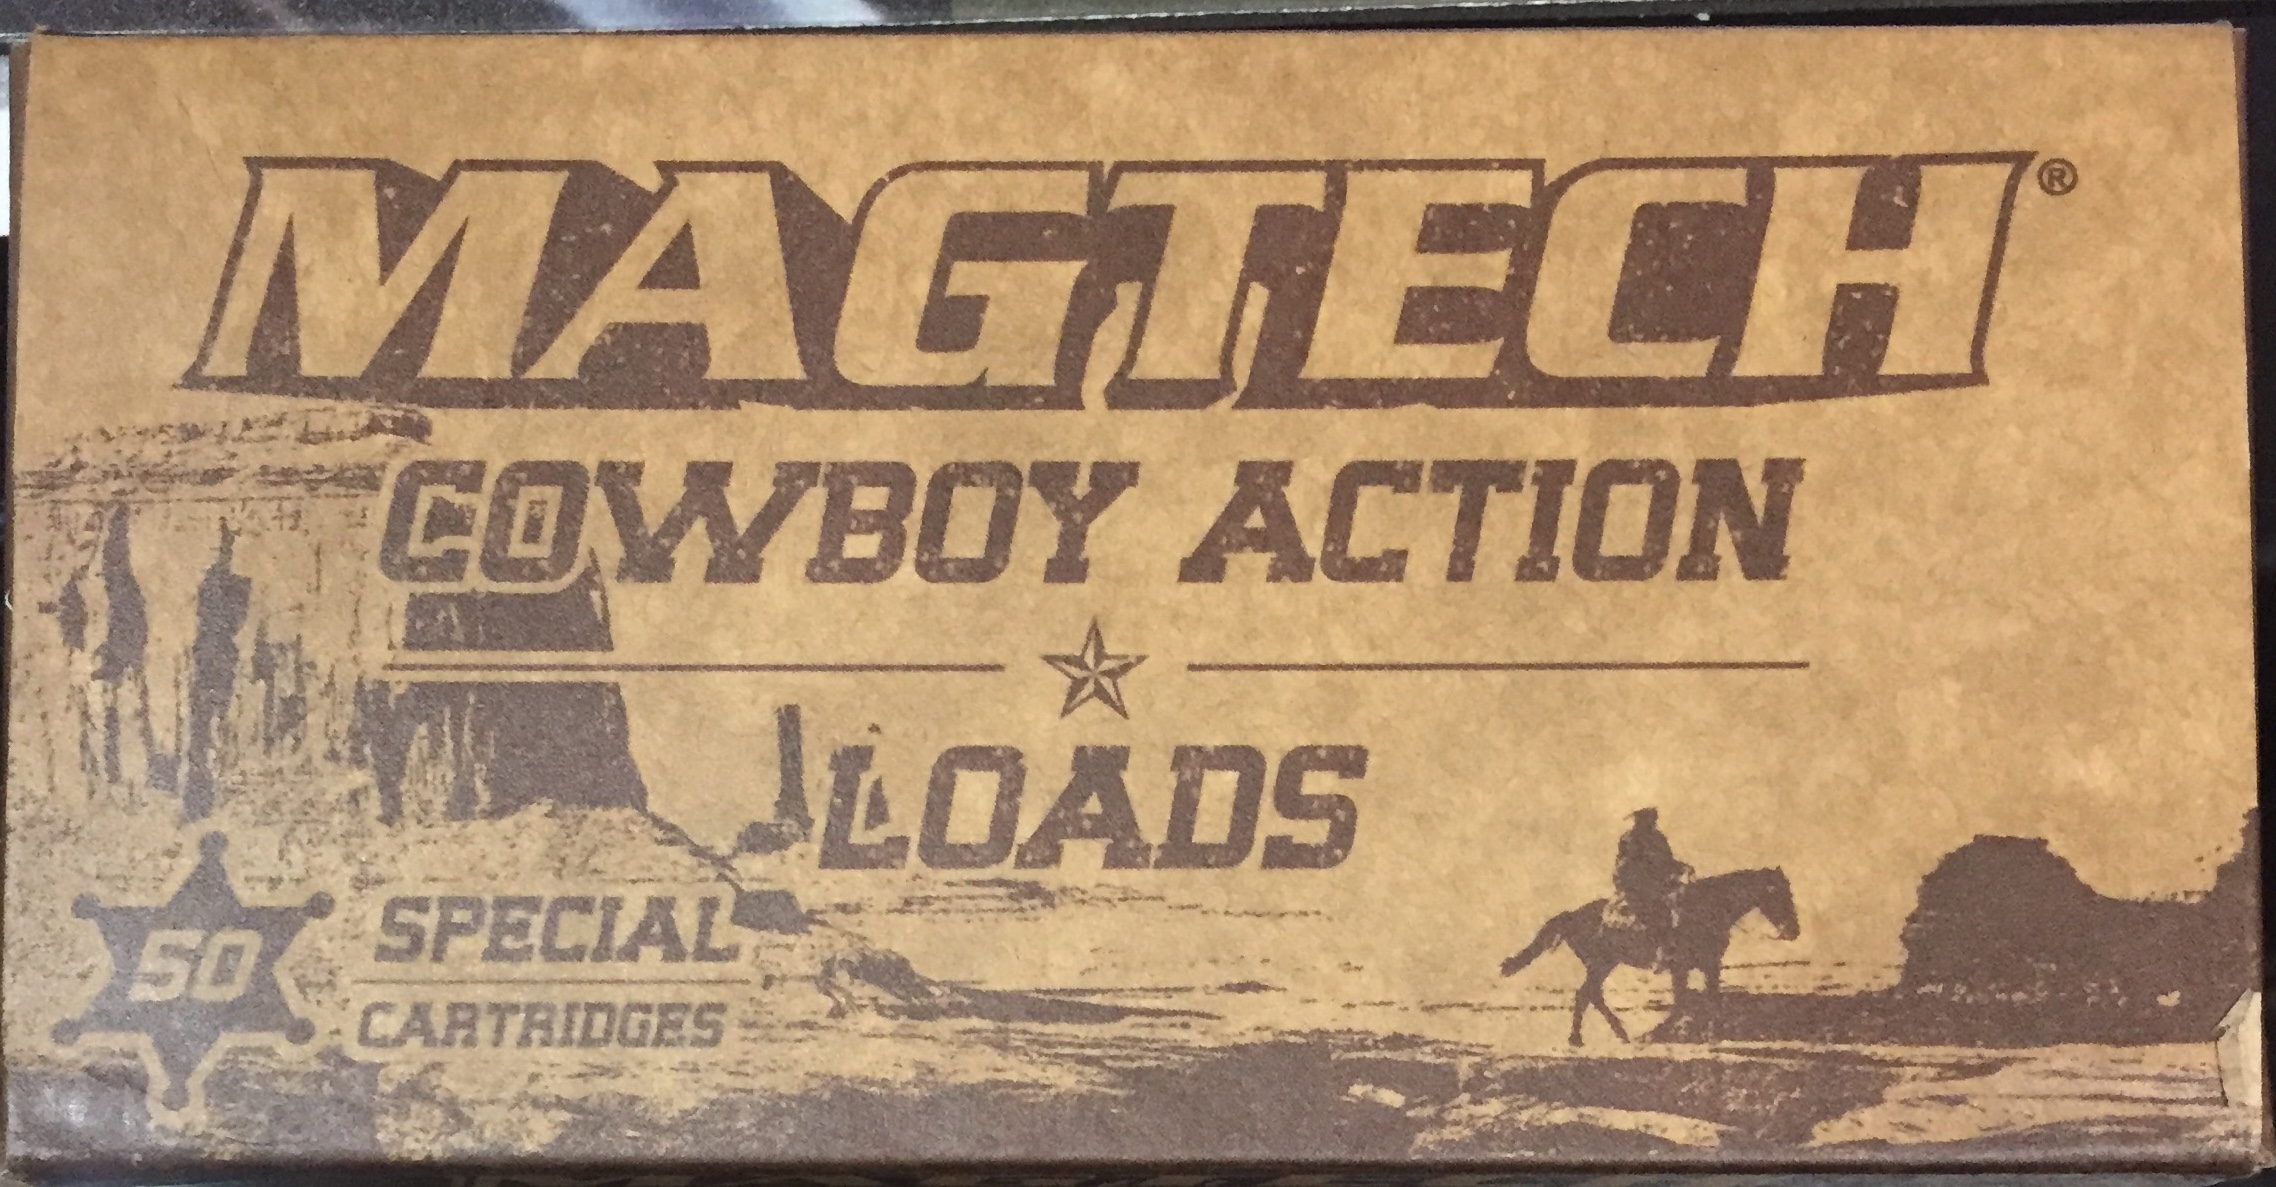 MAGTECH®
COWBOY ACTION
LOADS
50
SPECIAL
CARTRIDGES